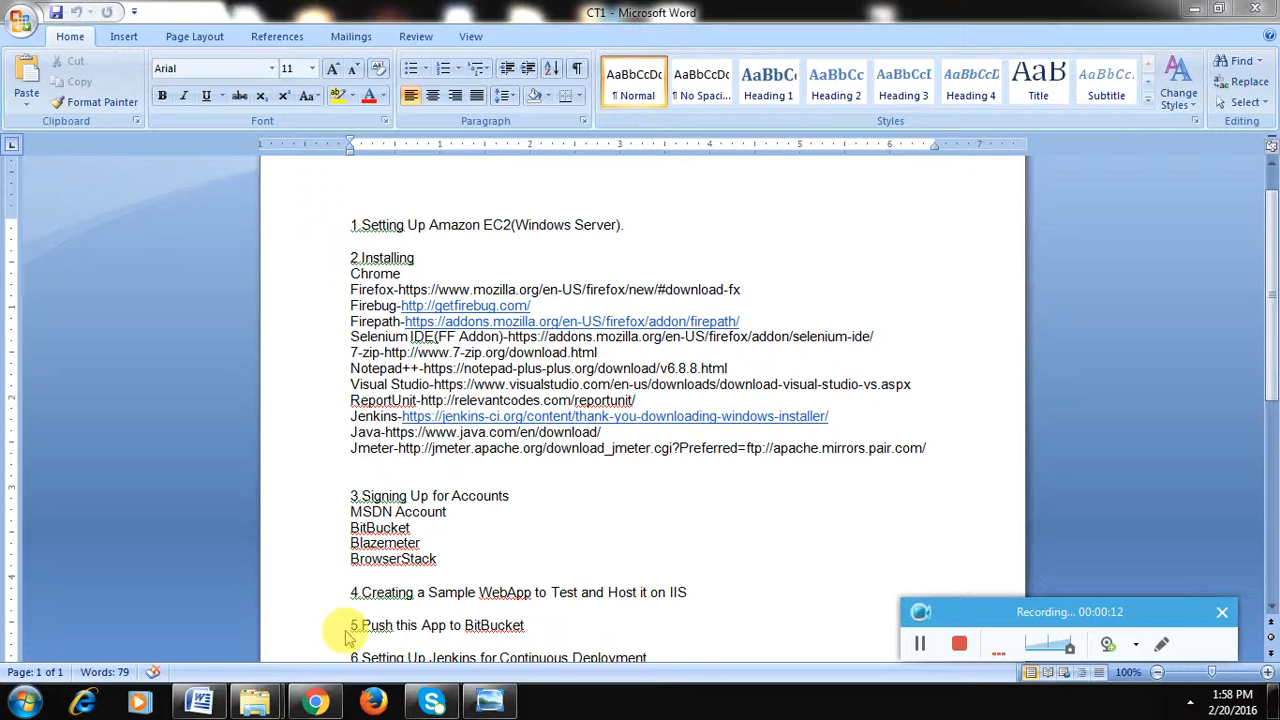 CT1 - Microsoft Word
Home Insert Page Layout References Mailings Review View
Paste
Cut
Copy
Format Painter
Clipboard
Arial 11
Font
Paragraph
AaBbCcDc ¶ Normal
AaBbCcDc ¶ No Spaci...
AaBbC Heading 1
AaBbCc Heading 2
AaBbCcI Heading 3
AaBbCcI Heading 4
AaBb Title
AaBbCc Subtitle
Change Styles
Styles
Find
Replace
Select
Editing
1 1 2 3 4 5 6 7
1.Setting Up Amazon EC2(Windows Server).
2.Installing
Chrome
Firefox-https://www.mozilla.org/en-US/firefox/new/#download-fx
Firebug-http://getfirebug.com/
Firepath-https://addons.mozilla.org/en-US/firefox/addon/firepath/
Selenium IDE(FF Addon)-https://addons.mozilla.org/en-US/firefox/addon/selenium-ide/
7-zip-http://www.7-zip.org/download.html
Notepad++-https://notepad-plus-plus.org/download/v6.8.8.html
Visual Studio-https://www.visualstudio.com/en-us/downloads/download-visual-studio-vs.aspx
ReportUnit-http://relevantcodes.com/reportunit/
Jenkins-https://jenkins-ci.org/content/thank-you-downloading-windows-installer/
Java-https://www.java.com/en/download/
Jmeter-http://jmeter.apache.org/download_jmeter.cgi?Preferred=ftp://apache.mirrors.pair.com/
3.Signing Up for Accounts
MSDN Account
BitBucket
Blazemeter
BrowserStack
4.Creating a Sample WebApp to Test and Host it on IIS
5.Push this App to BitBucket
6.Setting Up Jenkins for Continuous Deployment
Recording... 00:00:12
Page: 1 of 1 Words: 79
100%
1:58 PM
2/20/2016